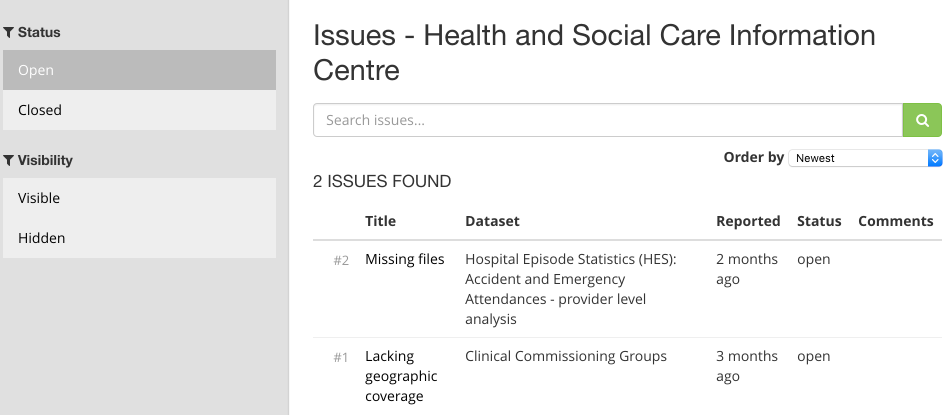 Status
Open
Closed
Visibility
Visible
Hidden
Issues - Health and Social Care Information
Centre
Search issues...
Order by Newest
2 ISSUES FOUND
Title Dataset Reported Status Comments
#2 Missing files Hospital Episode Statistics (HES): 2 months open
Accident and Emergency ago
Attendances - provider level
analysis
#1 Lacking Clinical Commissioning Groups 3 months open
geographic ago
coverage